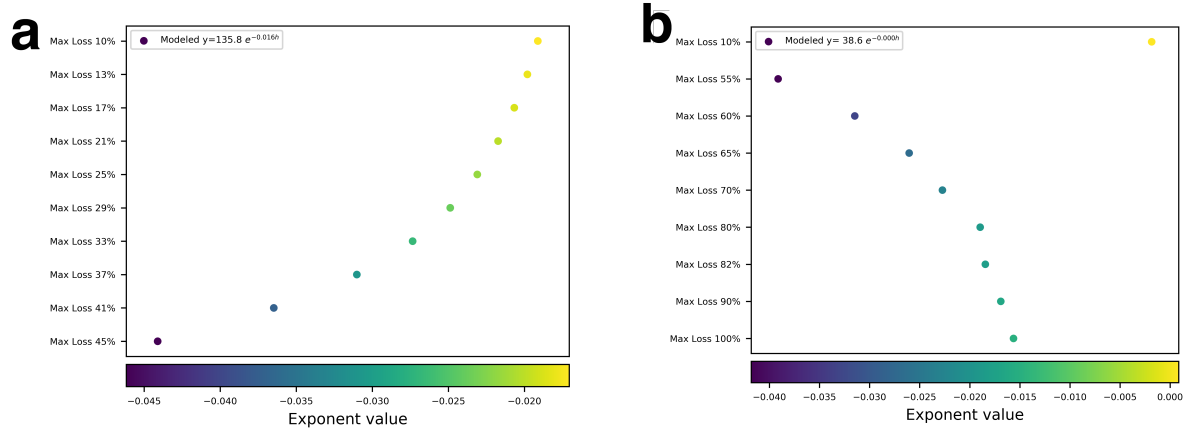 a
Modeled y=135.8 e^{−0.016h}
Max Loss 10%
Max Loss 13%
Max Loss 17%
Max Loss 21%
Max Loss 25%
Max Loss 29%
Max Loss 33%
Max Loss 37%
Max Loss 41%
Max Loss 45%
−0.045 −0.040 −0.035 −0.030 −0.025 −0.020
Exponent value
b
Modeled y= 38.6 e^{−0.000h}
Max Loss 10%
Max Loss 55%
Max Loss 60%
Max Loss 65%
Max Loss 70%
Max Loss 80%
Max Loss 82%
Max Loss 90%
Max Loss 100%
−0.040 −0.035 −0.030 −0.025 −0.020 −0.015 −0.010 −0.005 0.000
Exponent value